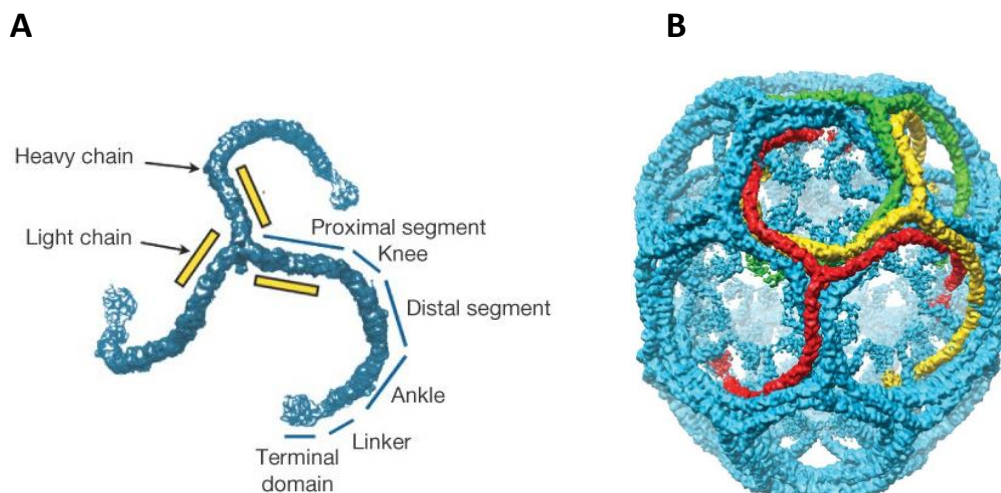 A
B
Heavy chain
Light chain
Proximal segment
Knee
Distal segment
Ankle
Linker
Terminal
domain